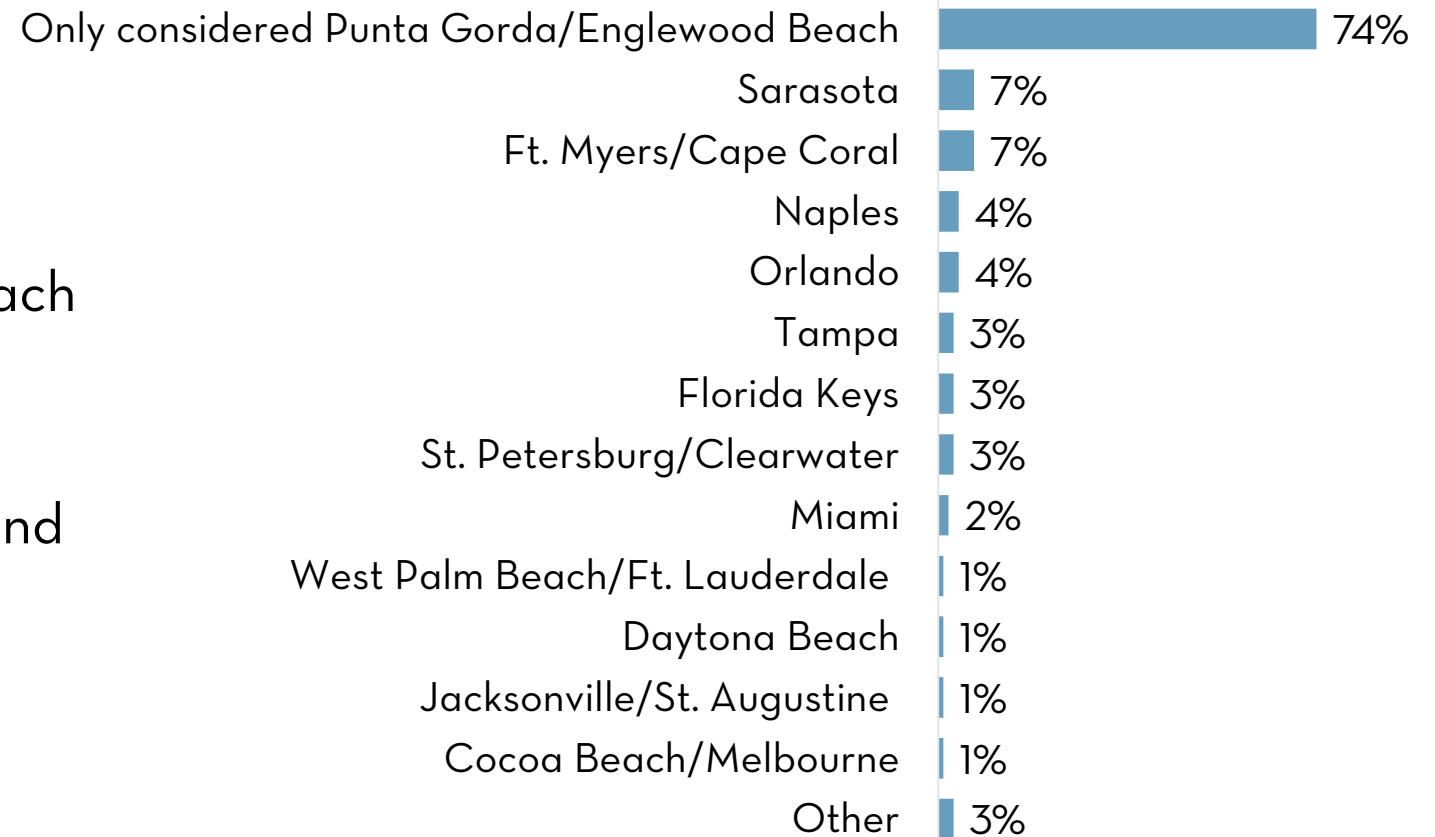 Only considered Punta Gorda/Englewood Beach 74%
Sarasota 7%
Ft. Myers/Cape Coral 7%
Naples 4%
Orlando 4%
ach
Tampa 3%
Florida Keys 3%
St. Petersburg/Clearwater 3%
Miami 2%
nd
West Palm Beach/Ft. Lauderdale 1%
Daytona Beach 1%
Jacksonville/St. Augustine 1%
Cocoa Beach/Melbourne 1%
Other 3%